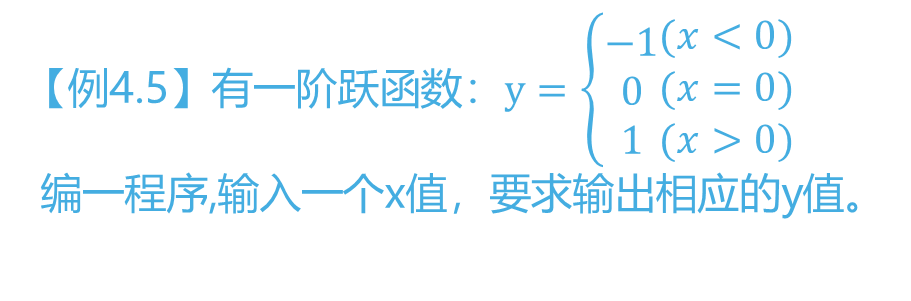 −1(x < 0)
【例4.5】有一阶跃函数：y = { 0 (x = 0)
1 (x > 0)
编一程序,输入一个x值，要求输出相应的y值。